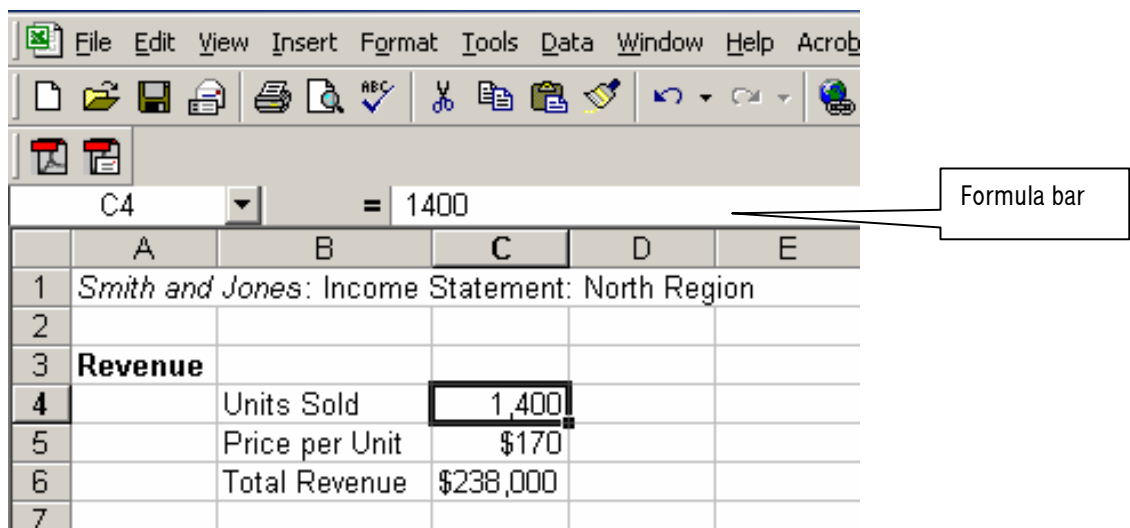 File Edit View Insert Format Tools Data Window Help Acrob
ABC
C4 = 1400
Formula bar
A B C D E
1 Smith and Jones: Income Statement: North Region
2
3 Revenue
4 Units Sold 1,400
5 Price per Unit $170
6 Total Revenue $238,000
7